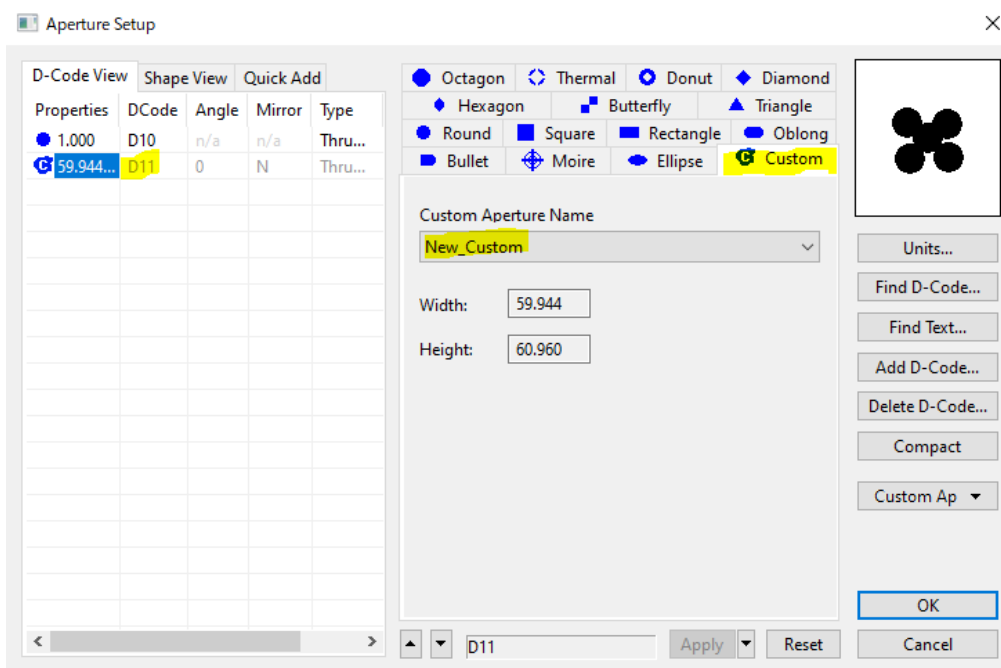 Aperture Setup
D-Code View Shape View Quick Add
Properties DCode Angle Mirror Type
1.000 D10 n/a n/a Thru...
59.944... D11 0 N Thru...
Octagon Thermal Donut Diamond
Hexagon Butterfly Triangle
Round Square Rectangle Oblong
Bullet Moire Ellipse Custom
Custom Aperture Name
New_Custom
Width: 59.944
Height: 60.960
D11 Apply Reset
Units...
Find D-Code...
Find Text...
Add D-Code...
Delete D-Code...
Compact
Custom Ap
OK
Cancel